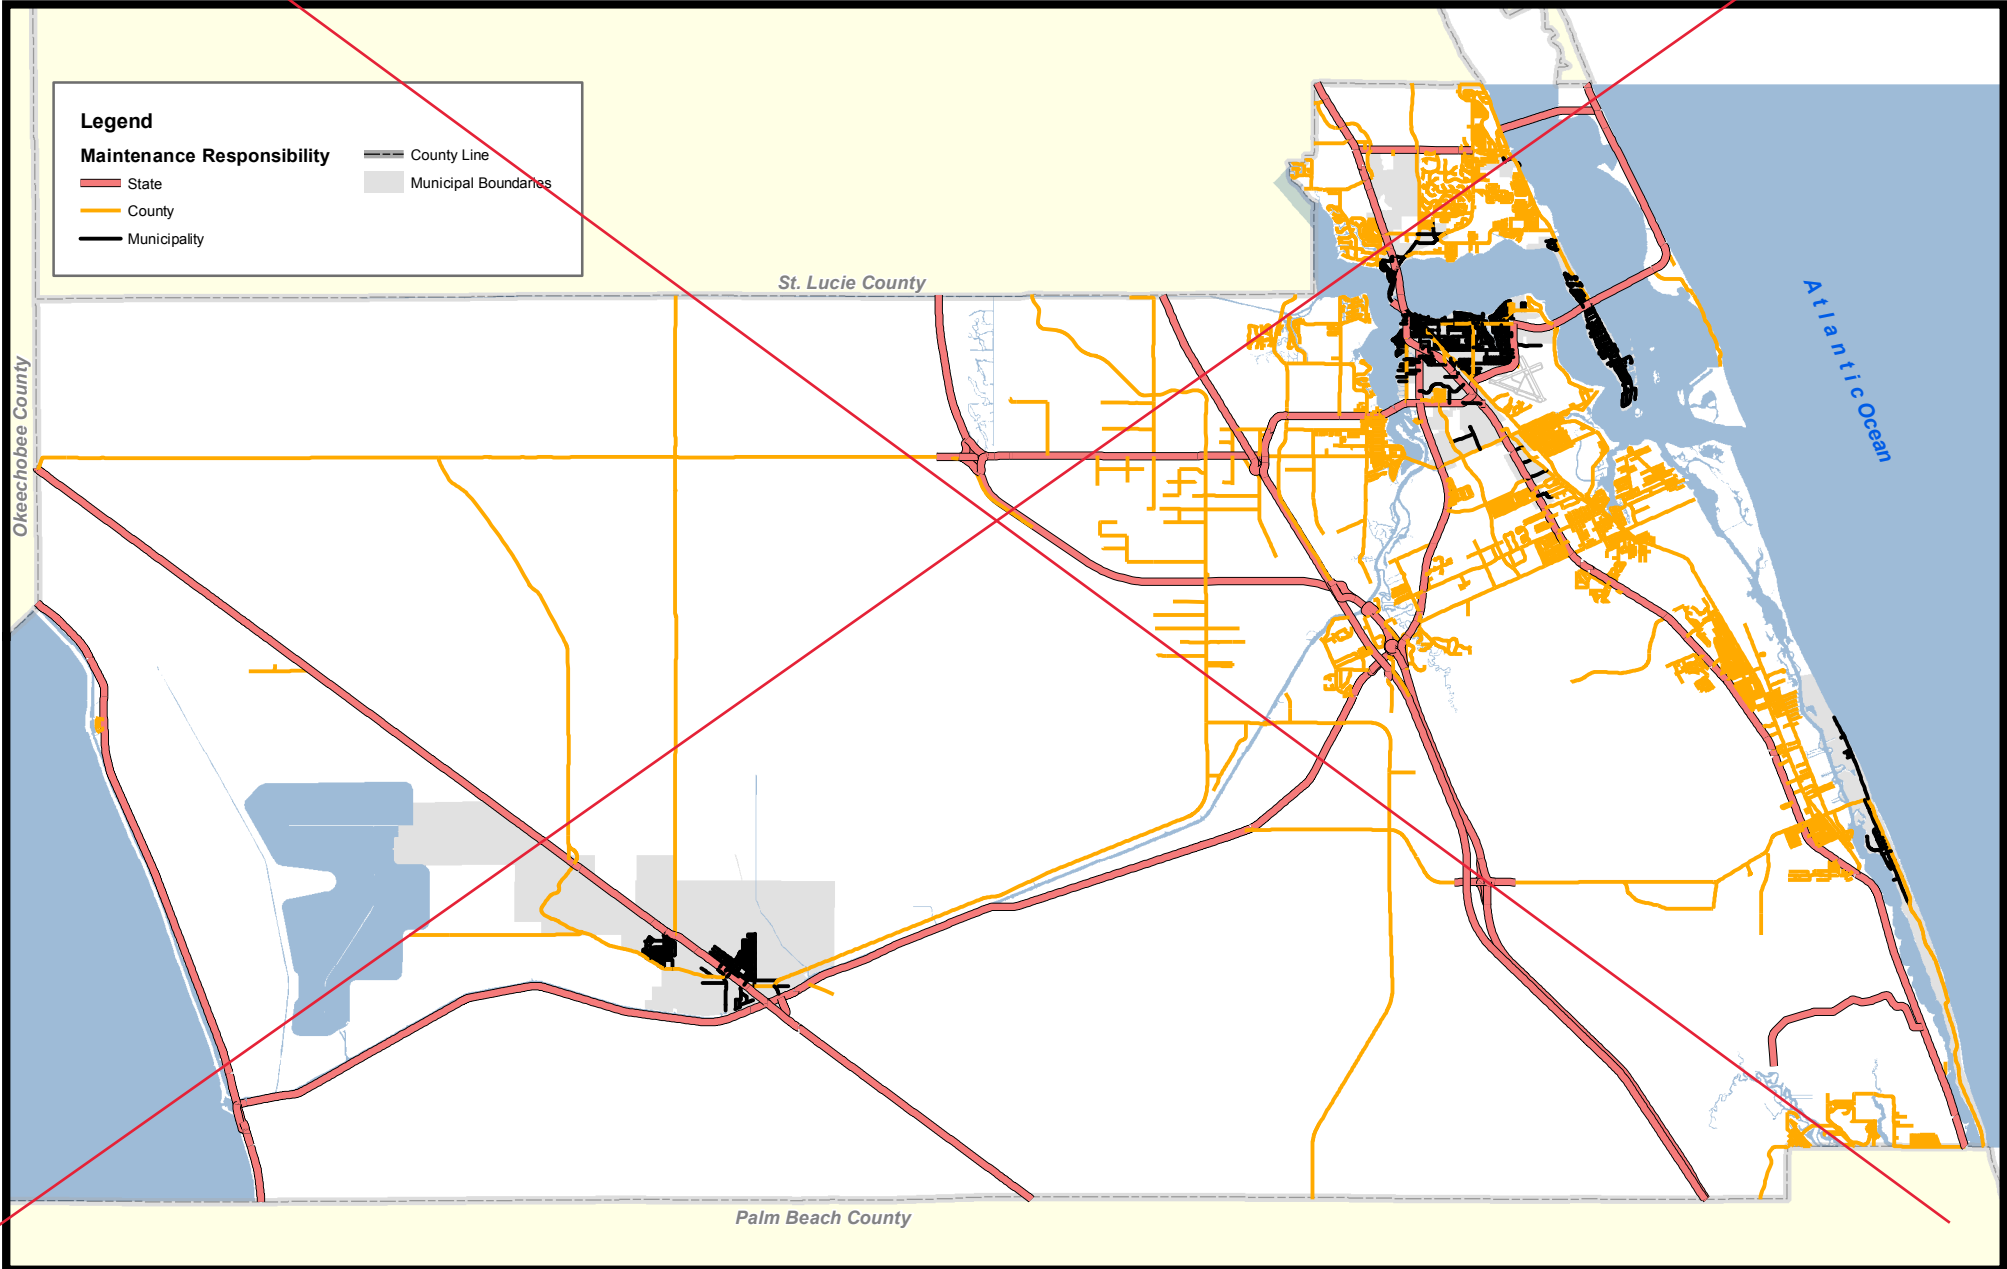 Legend
Maintenance Responsibility
State
County
Municipality
County Line
Municipal Boundaries
St. Lucie County
Okeechobee County
Atlantic Ocean
Palm Beach County